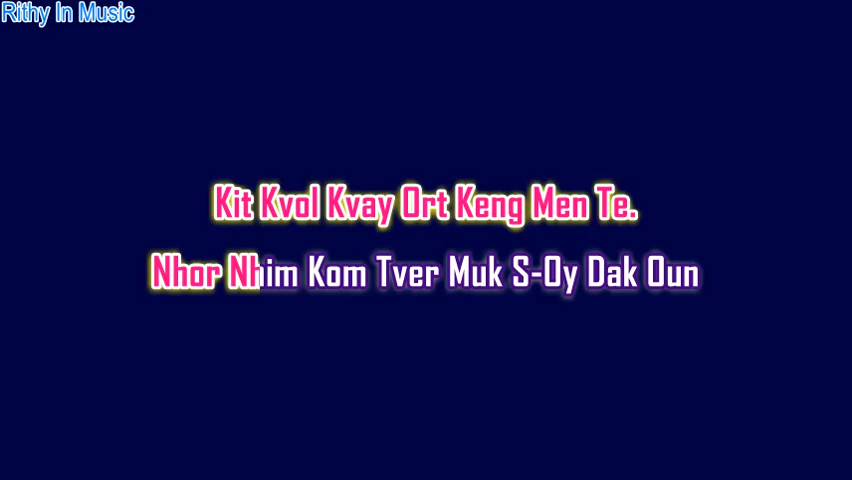 Rithy In Music
Kit Kvol Kvay Ort Keng Men Te.
Nhor Nhim Kom Tver Muk S-Oy Dak Oun